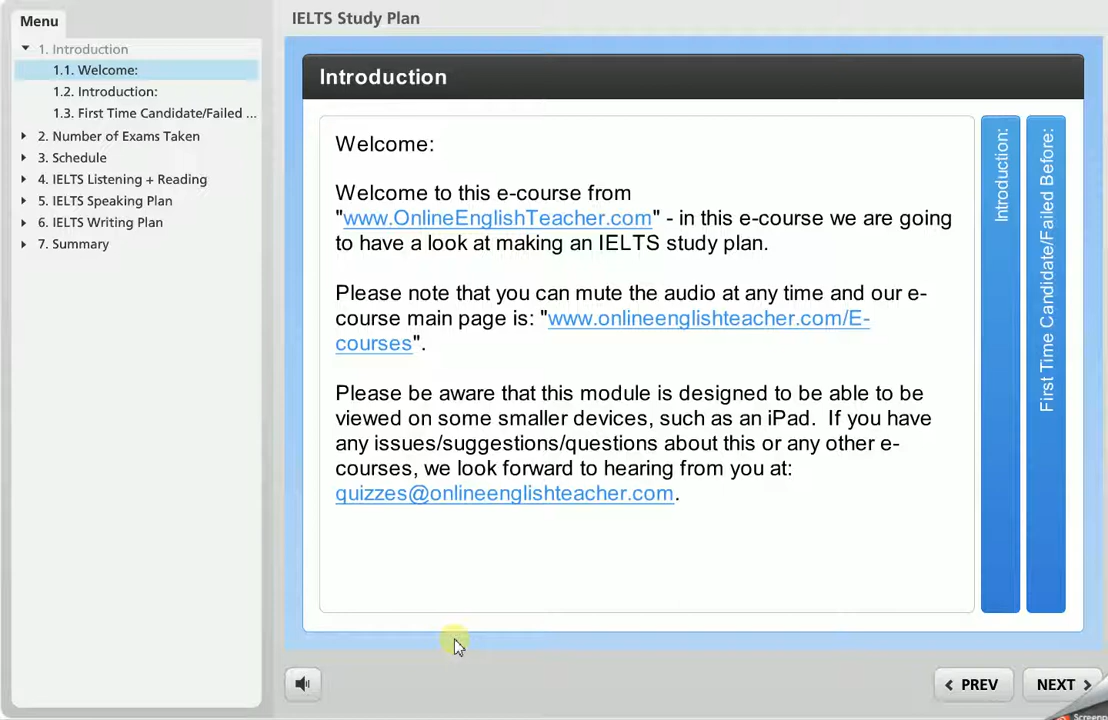 Menu
1. Introduction
1.1. Welcome:
1.2. Introduction:
1.3. First Time Candidate/Failed ...
2. Number of Exams Taken
3. Schedule
4. IELTS Listening + Reading
5. IELTS Speaking Plan
6. IELTS Writing Plan
7. Summary
IELTS Study Plan
Introduction
Welcome:
Welcome to this e-course from
"www.OnlineEnglishTeacher.com" - in this e-course we are going
to have a look at making an IELTS study plan.
Please note that you can mute the audio at any time and our e-
course main page is: "www.onlineenglishteacher.com/E-
courses".
Please be aware that this module is designed to be able to be
viewed on some smaller devices, such as an iPad.  If you have
any issues/suggestions/questions about this or any other e-
courses, we look forward to hearing from you at:
quizzes@onlineenglishteacher.com.
Introduction:
First Time Candidate/Failed Before:
PREV
NEXT